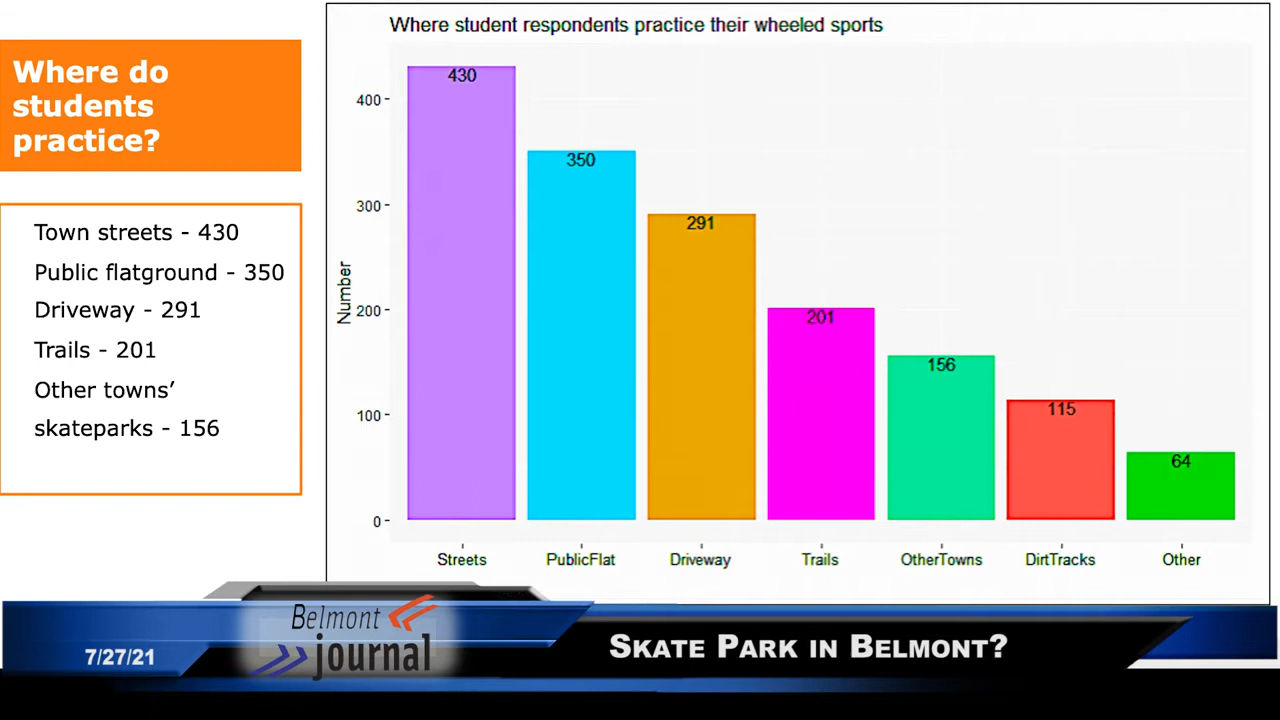 Where do
students
practice?
Town streets - 430
Public flatground - 350
Driveway - 291
Trails - 201
Other towns’
skateparks - 156
Where student respondents practice their wheeled sports
Number
400
300
200
100
0
430
350
291
201
156
115
64
Streets
PublicFlat
Driveway
Trails
OtherTowns
DirtTracks
Other
7/27/21
Belmont
journal
SKATE PARK IN BELMONT?